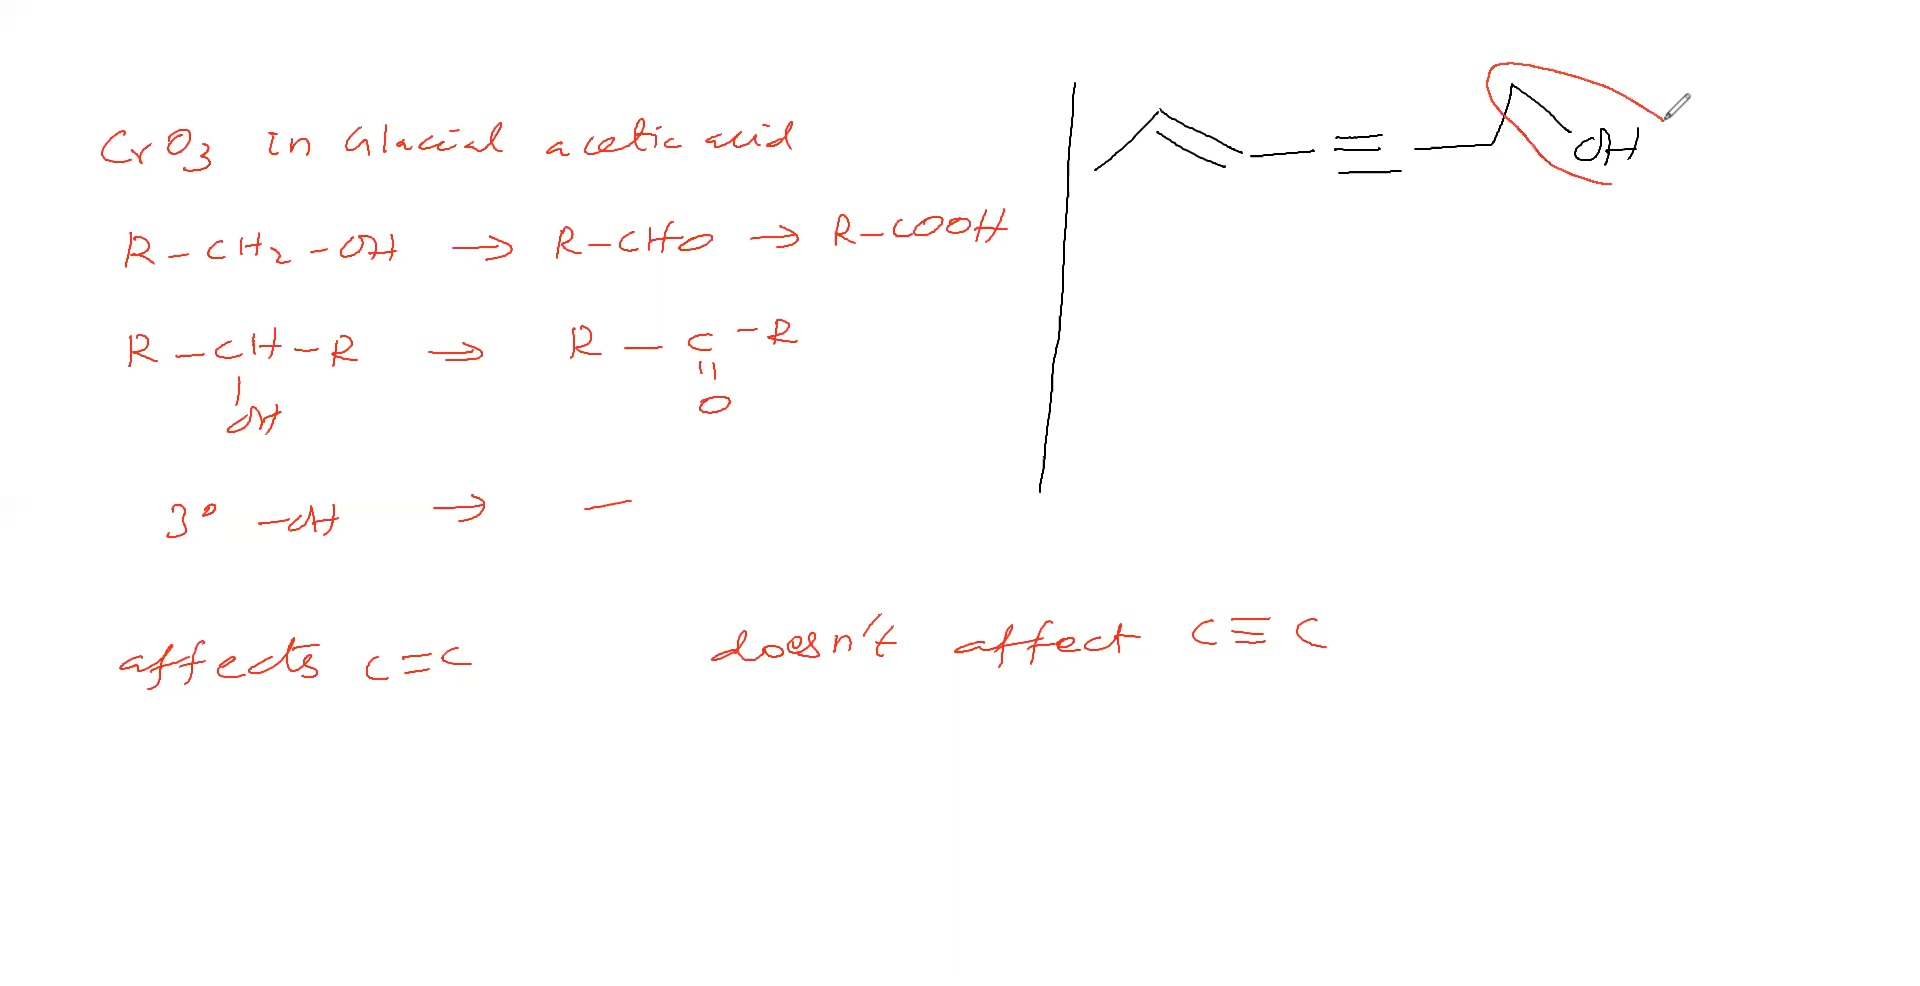 CrO3 in Glacial acetic acid
R-CH2-OH → R-CHO → R-COOH
R-CH-R → R-C-R
OH
O
3° -OH → —
affects C=C doesn't affect C≡C
OH